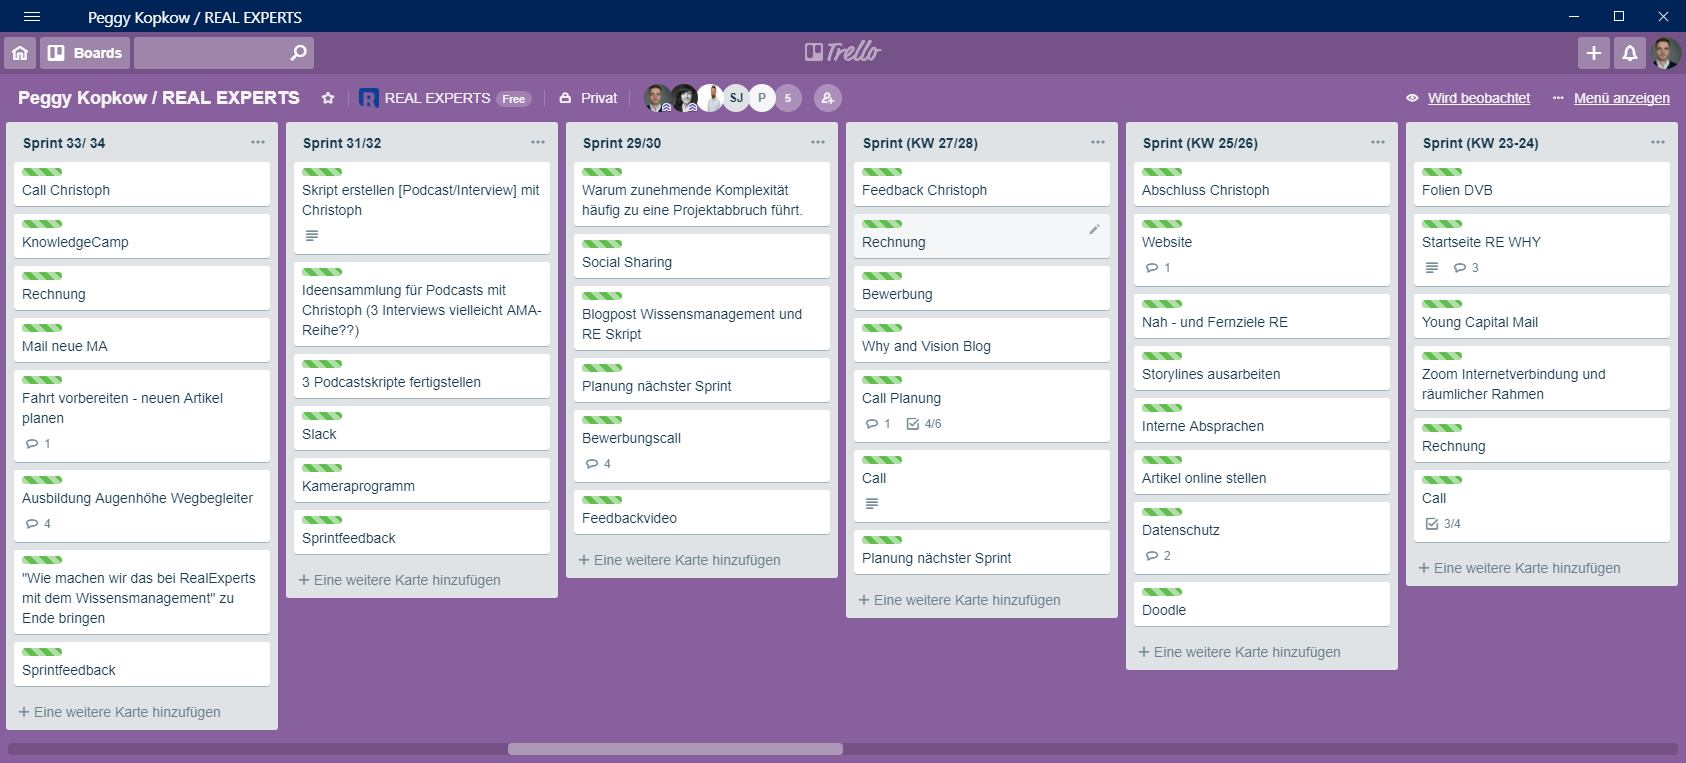 Peggy Kopkow / REAL EXPERTS
Boards
Trello
Peggy Kopkow / REAL EXPERTS
REAL EXPERTS Free
Privat
SJ
P
5
Wird beobachtet
··· Menü anzeigen
Sprint 33/ 34
Call Christoph
KnowledgeCamp
Rechnung
Mail neue MA
Fahrt vorbereiten - neuen Artikel
planen
1
Ausbildung Augenhöhe Wegbegleiter
4
"Wie machen wir das bei RealExperts
mit dem Wissensmanagement" zu
Ende bringen
Sprintfeedback
+ Eine weitere Karte hinzufügen
Sprint 31/32
Skript erstellen [Podcast/Interview] mit
Christoph
Ideensammlung für Podcasts mit
Christoph (3 Interviews vielleicht AMA-
Reihe??)
3 Podcastskripte fertigstellen
Slack
Kameraprogramm
Sprintfeedback
+ Eine weitere Karte hinzufügen
Sprint 29/30
Warum zunehmende Komplexität
häufig zu eine Projektabbruch führt.
Social Sharing
Blogpost Wissensmanagement und
RE Skript
Planung nächster Sprint
Bewerbungscall
4
Feedbackvideo
+ Eine weitere Karte hinzufügen
Sprint (KW 27/28)
Feedback Christoph
Rechnung
Bewerbung
Why and Vision Blog
Call Planung
1 4/6
Call
Planung nächster Sprint
+ Eine weitere Karte hinzufügen
Sprint (KW 25/26)
Abschluss Christoph
Website
1
Nah - und Fernziele RE
Storylines ausarbeiten
Interne Absprachen
Artikel online stellen
Datenschutz
2
Doodle
+ Eine weitere Karte hinzufügen
Sprint (KW 23-24)
Folien DVB
Startseite RE WHY
3
Young Capital Mail
Zoom Internetverbindung und
räumlicher Rahmen
Rechnung
Call
3/4
+ Eine weitere Karte hinzufügen